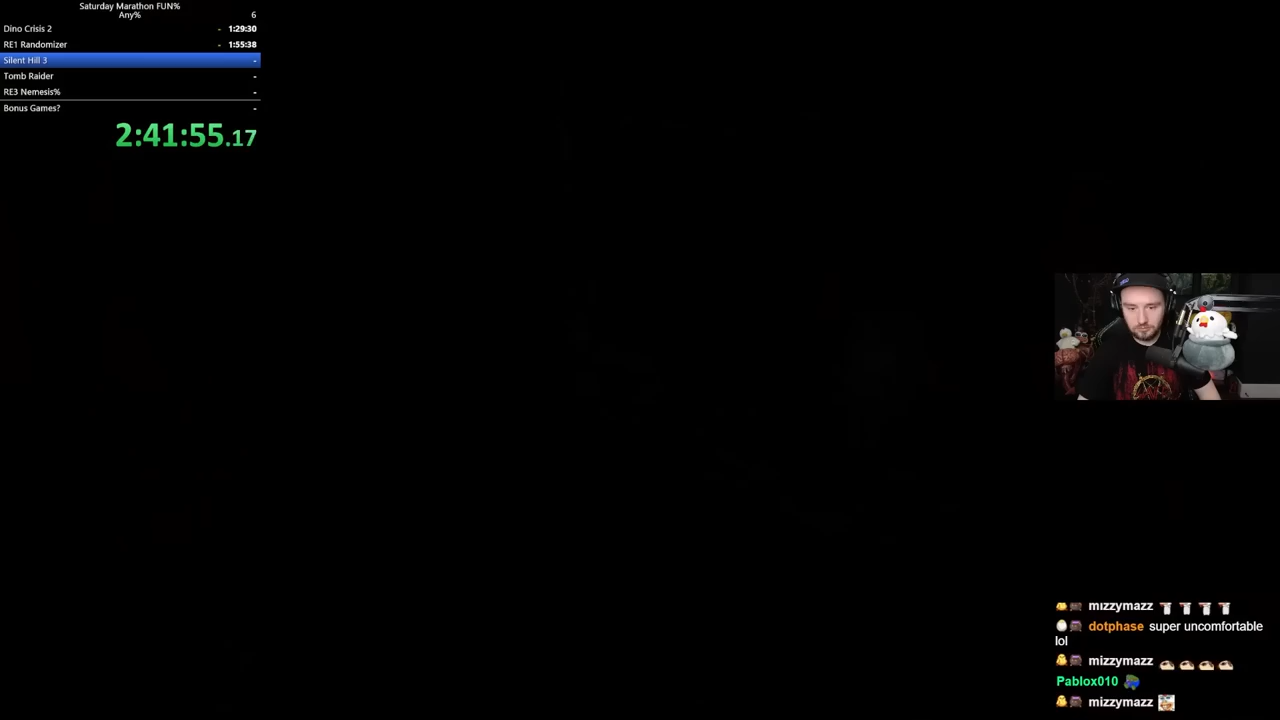 Saturday Marathon FUN%
Any% 6
Dino Crisis 2 - 1:29:30
RE1 Randomizer - 1:55:38
Silent Hill 3 -
Tomb Raider -
RE3 Nemesis% -
Bonus Games? -
2:41:55.17
mizzymazz
dotphase super uncomfortable
lol
mizzymazz
Pablox010
mizzymazz